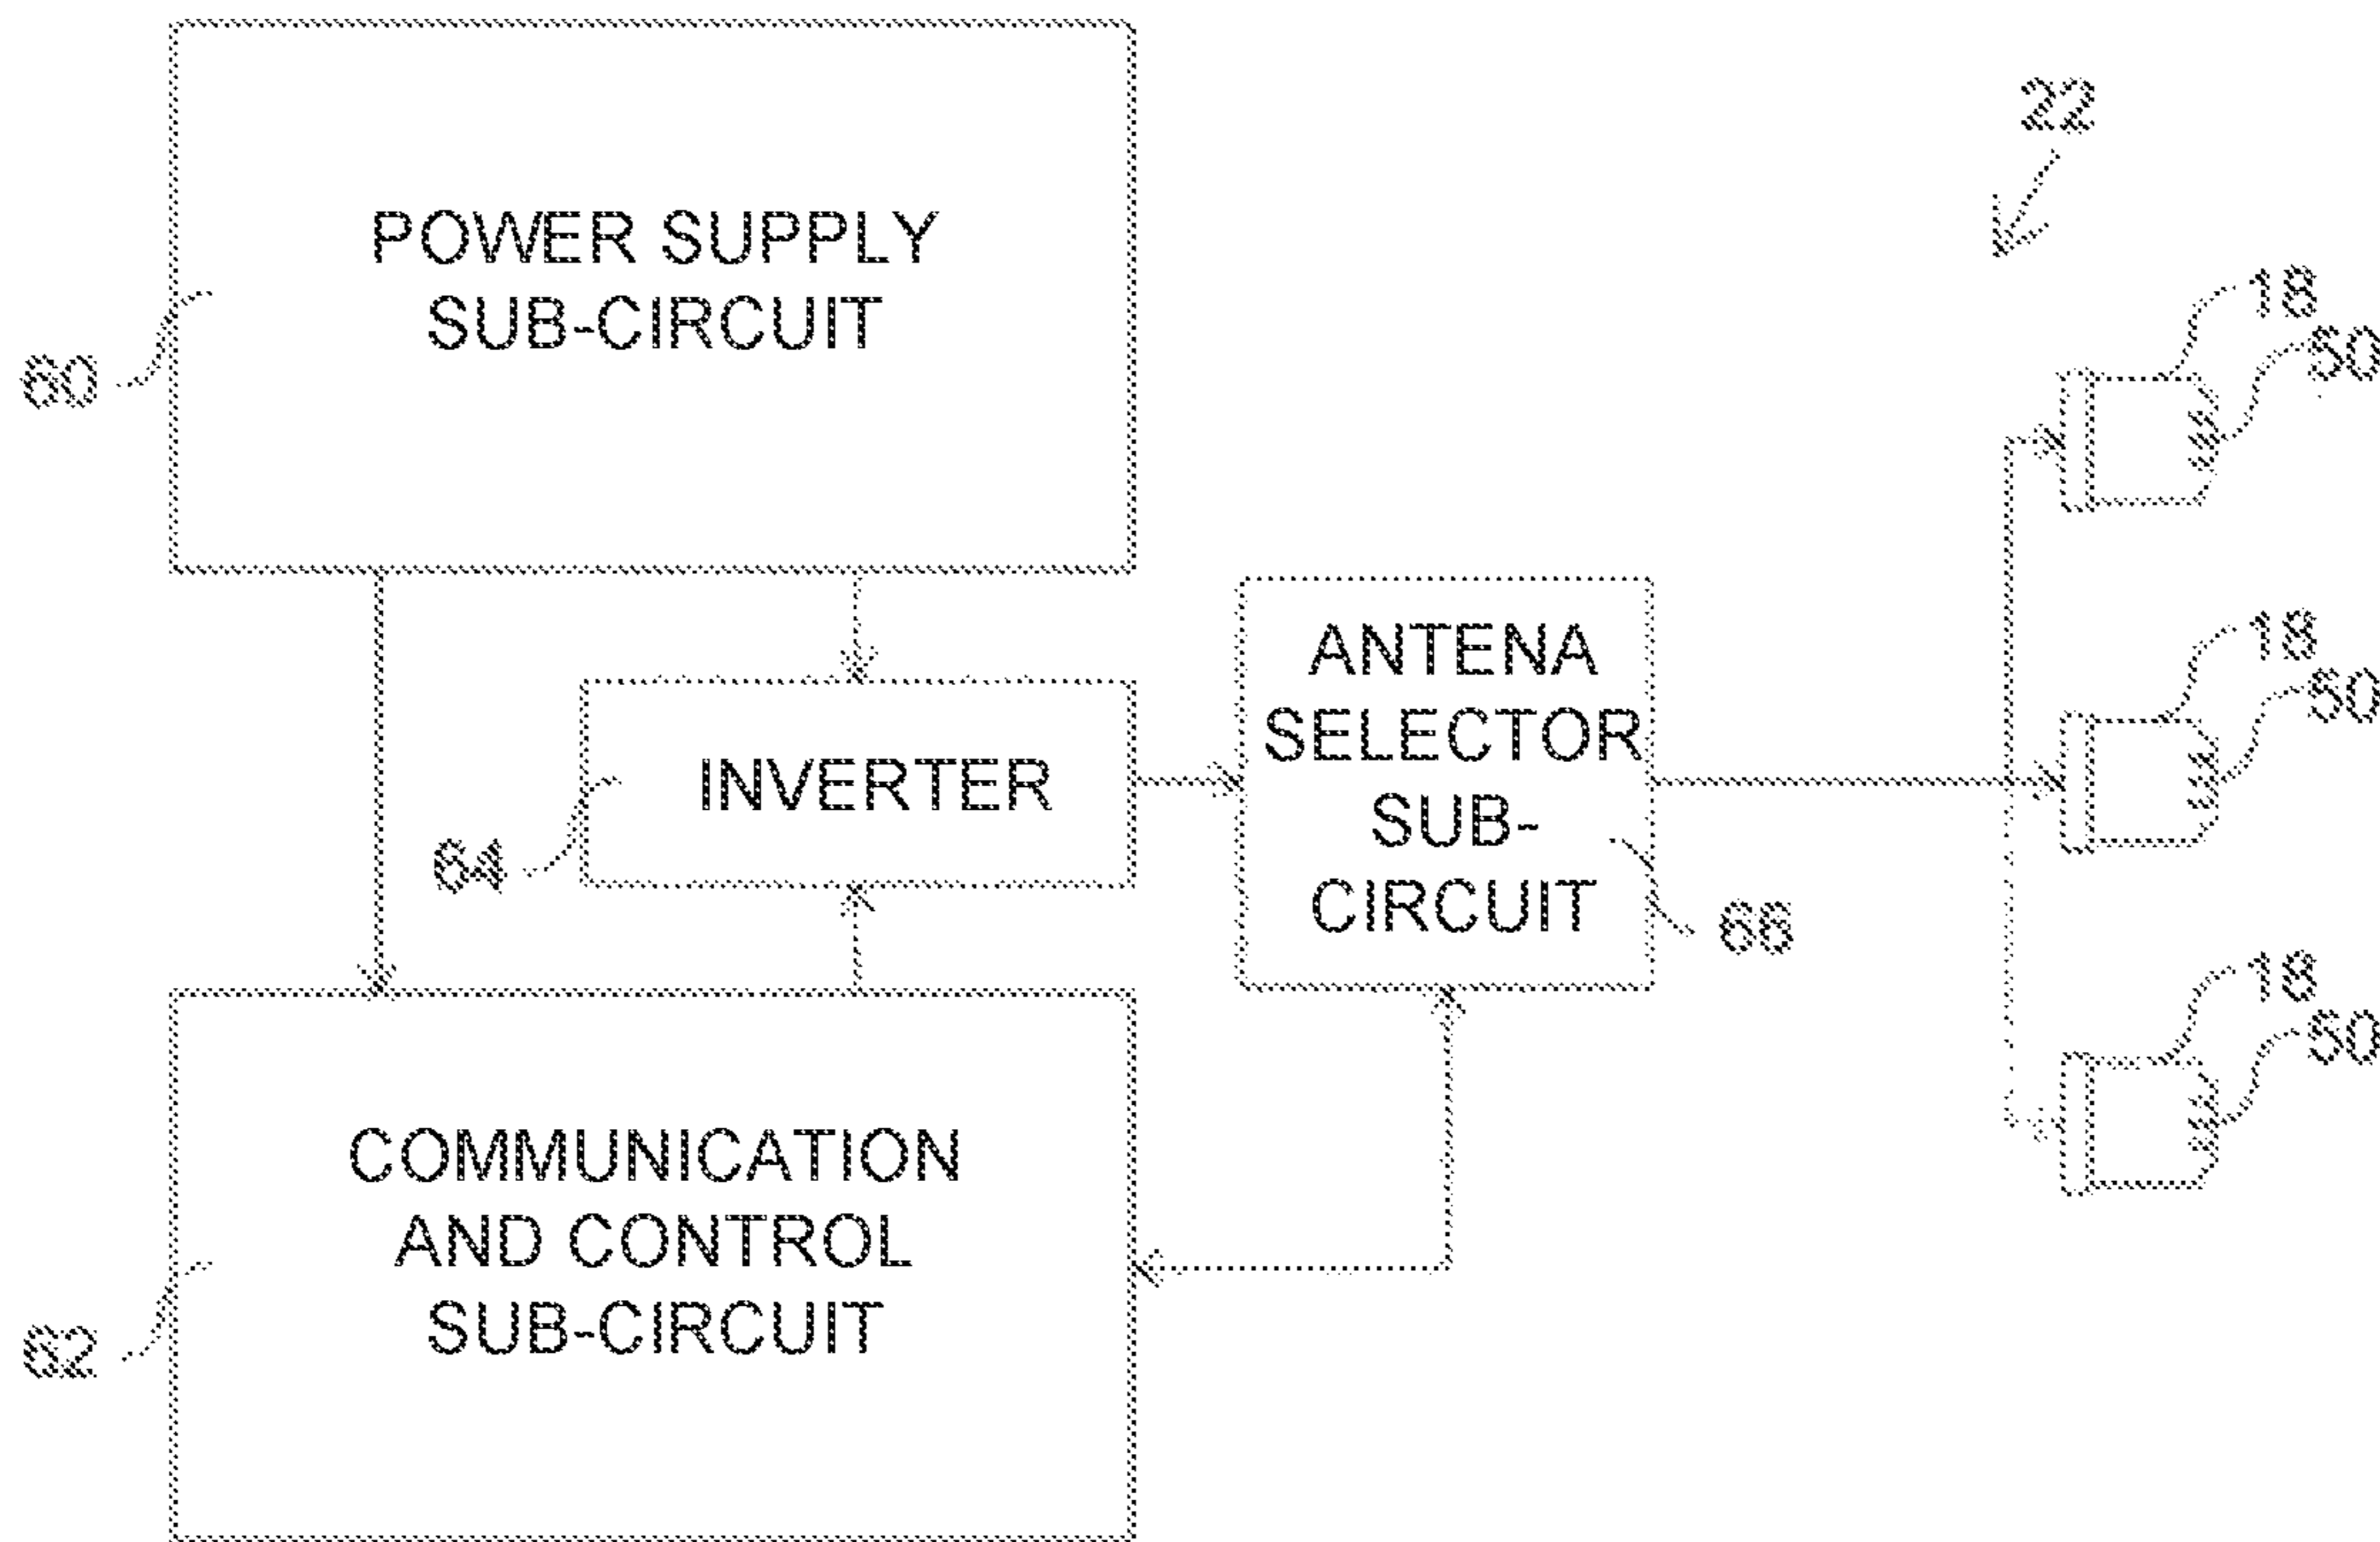 22
POWER SUPPLY
SUB-CIRCUIT
60
18
50
ANTENA
SELECTOR
SUB-
CIRCUIT
66
18
50
INVERTER
64
18
50
COMMUNICATION
AND CONTROL
SUB-CIRCUIT
62